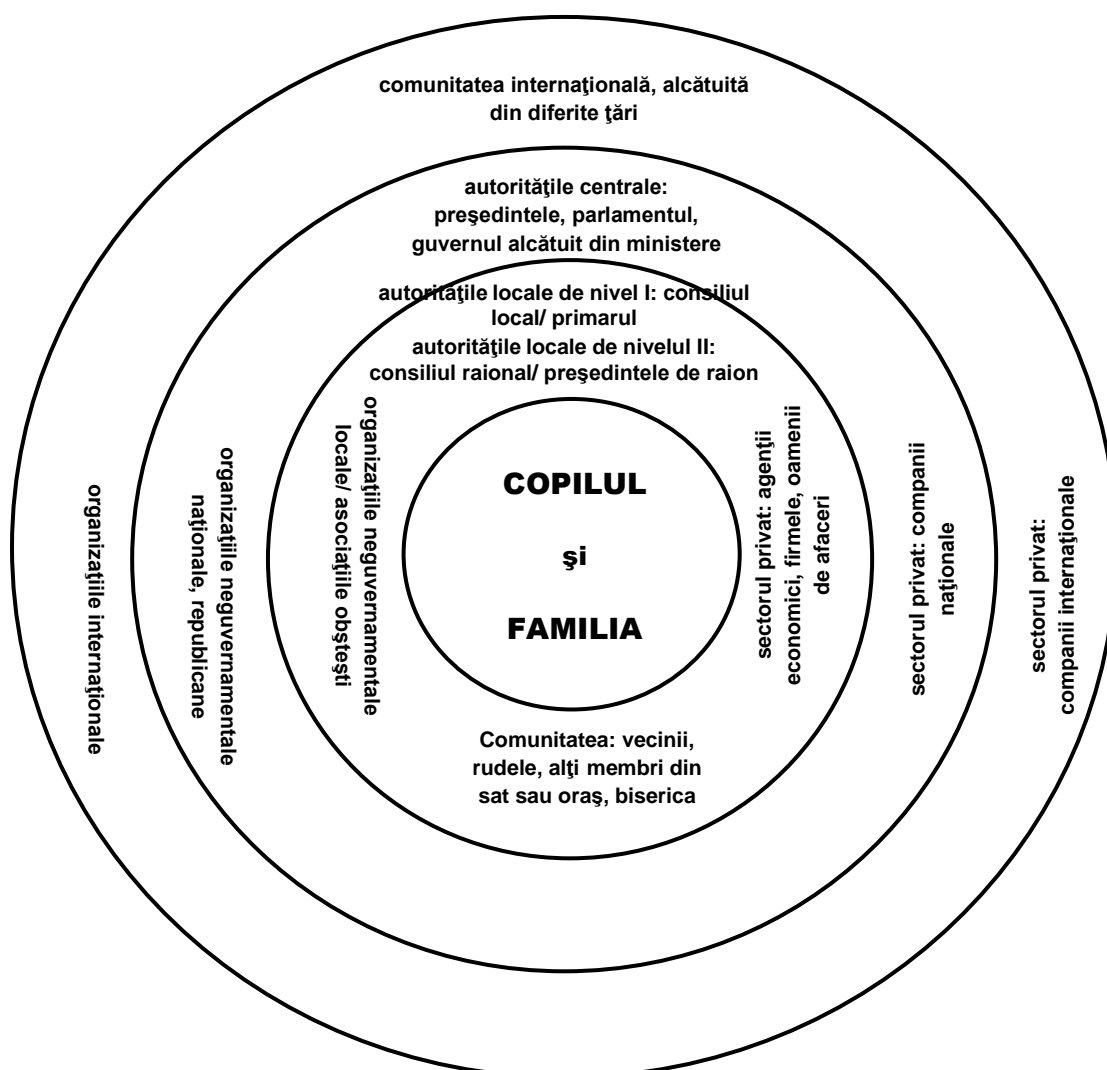 comunitatea internaţională, alcătuită
din diferite ţări
autorităţile centrale:
preşedintele, parlamentul,
guvernul alcătuit din ministere
autorităţile locale de nivel I: consiliul
local/ primarul
autorităţile locale de nivelul II:
consiliul raional/ preşedintele de raion
organizaţiile internaţionale
organizaţiile neguvernamentale
naţionale, republicane
organizaţiile neguvernamentale
locale/ asociaţiile obşteşti
COPILUL
şi
FAMILIA
sectorul privat: agenţii
economici, firmele, oamenii
de afaceri
sectorul privat: companii
naţionale
sectorul privat:
companii internaţionale
Comunitatea: vecinii,
rudele, alţi membri din
sat sau oraş, biserica